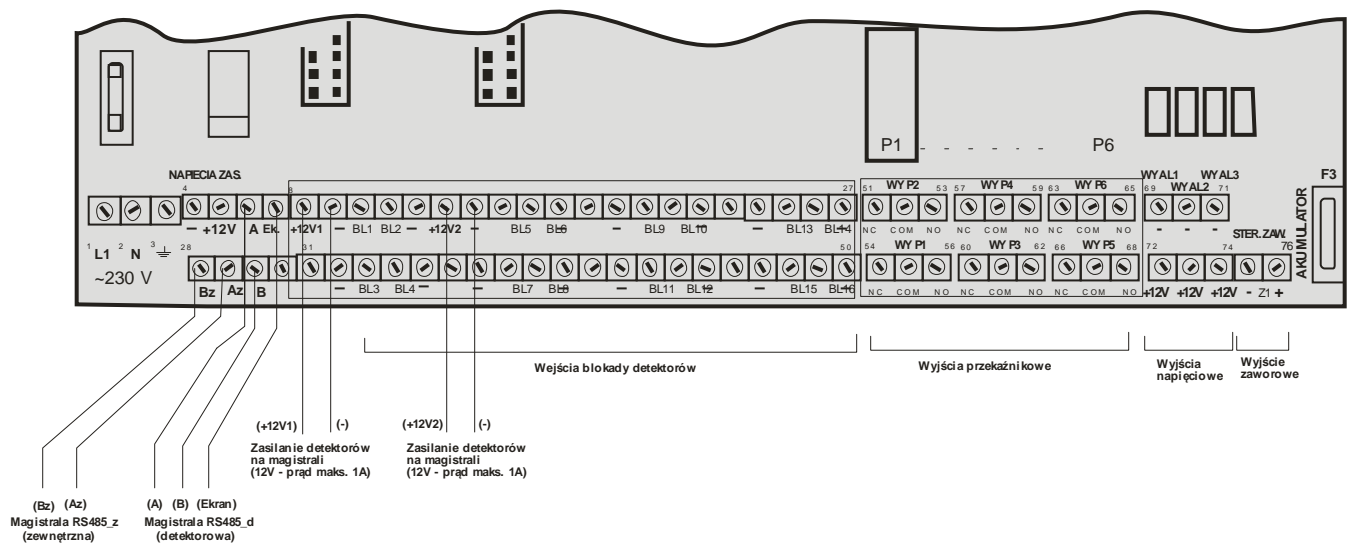 P1 - - - - - - P6
NAPIECIA ZAS.
4 8 27 51 WY P2 53 57 WY P4 59 63 WY P6 65 69 WY AL1 WY AL2 WY AL3 71
F3
AKUMULATOR
- +12V A Ek. +12V1 - BL1 BL2 - +12V2 - BL5 BL6 - BL9 BL10 - BL13 BL14 NC COM NO NC COM NO NC COM NO - - -
1 L1 2 N 3
~230 V
28 31 50 54 WY P1 56 60 WY P3 62 66 WY P5 68 72 74 STER.ZAW. 76
Bz Az B - BL3 BL4 - - BL7 BL8 - BL11 BL12 - BL15 BL16 NC COM NO NC COM NO NC COM NO +12V +12V +12V - Z1 +
Wejścia blokady detektorów
Wyjścia przekaźnikowe
Wyjścia
napięciowe
Wyjście
zaworowe
(+12V1) (-)
Zasilanie detektorów
na magistrali
(12V - prąd maks. 1A)
(+12V2) (-)
Zasilanie detektorów
na magistrali
(12V - prąd maks. 1A)
(Bz) (Az)
Magistrala RS485_z
(zewnętrzna)
(A) (B) (Ekran)
Magistrala RS485_d
(detektorowa)